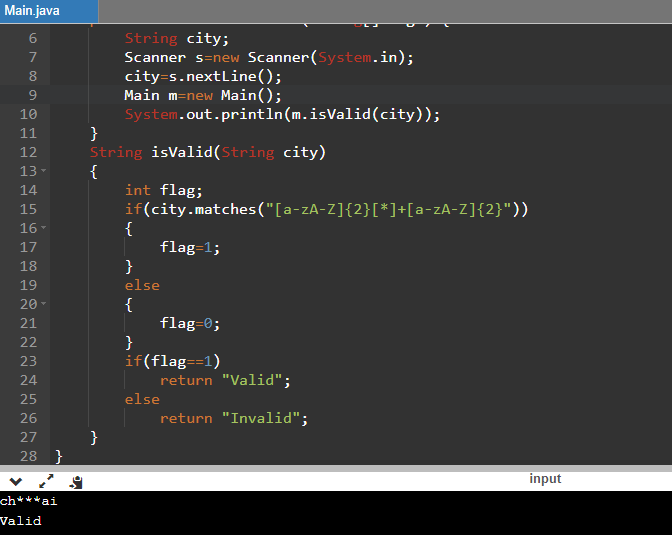 Main.java
6 String city;
7 Scanner s=new Scanner(System.in);
8 city=s.nextLine();
9 Main m=new Main();
10 System.out.println(m.isValid(city));
11 }
12 String isValid(String city)
13 {
14 int flag;
15 if(city.matches("[a-zA-Z]{2}[*]+[a-zA-Z]{2}"))
16 {
17 flag=1;
18 }
19 else
20 {
21 flag=0;
22 }
23 if(flag==1)
24 return "Valid";
25 else
26 return "Invalid";
27 }
28 }
input
ch***ai
Valid